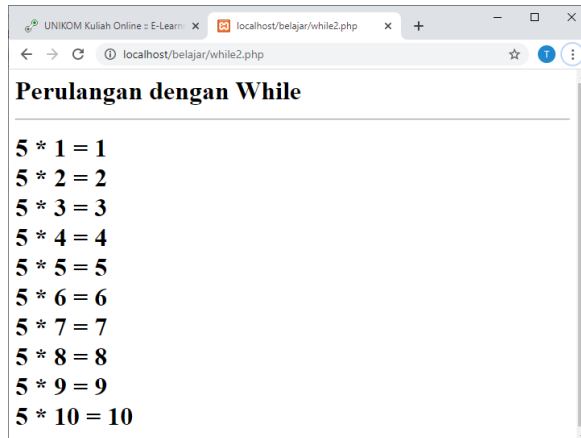 UNIKOM Kuliah Online :: E-Learn
localhost/belajar/while2.php
localhost/belajar/while2.php
T
Perulangan dengan While
5 * 1 = 1
5 * 2 = 2
5 * 3 = 3
5 * 4 = 4
5 * 5 = 5
5 * 6 = 6
5 * 7 = 7
5 * 8 = 8
5 * 9 = 9
5 * 10 = 10